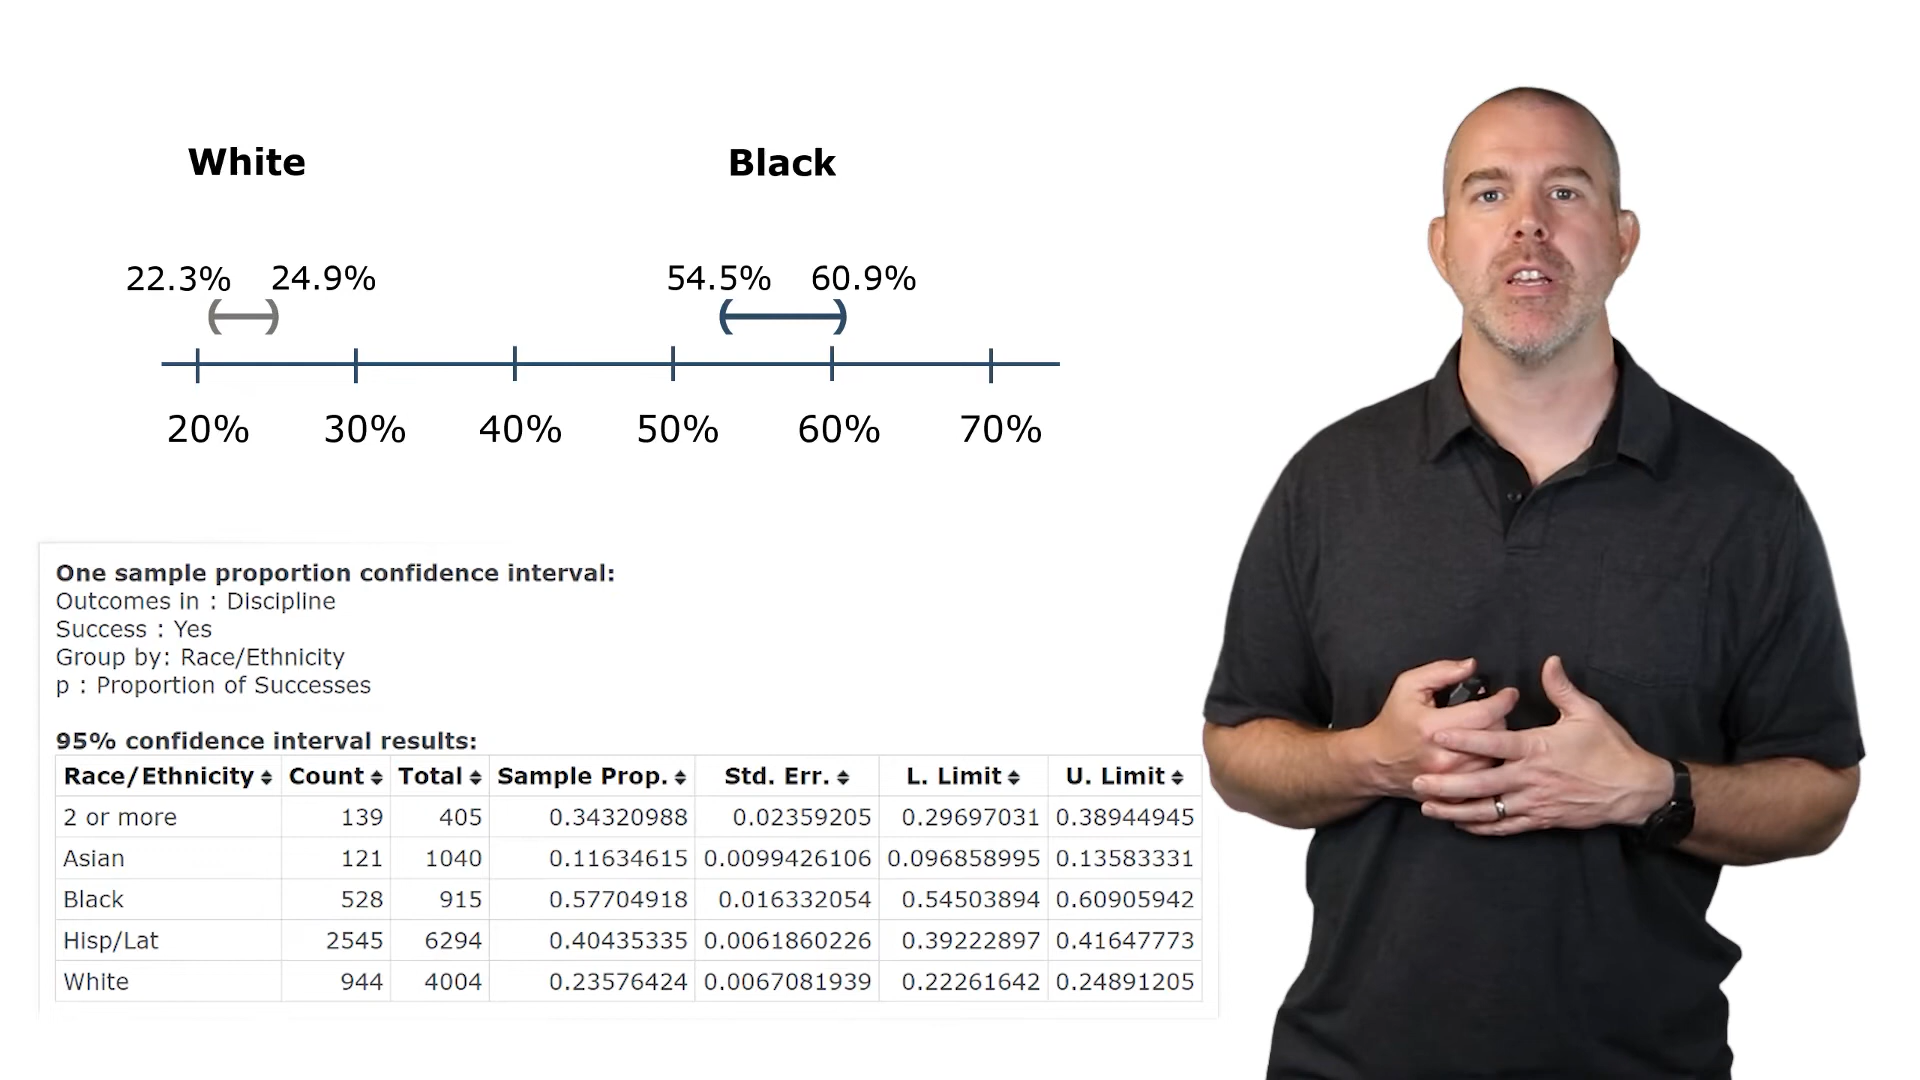 White Black
22.3% 24.9% 54.5% 60.9%
20% 30% 40% 50% 60% 70%
One sample proportion confidence interval:
Outcomes in : Discipline
Success : Yes
Group by: Race/Ethnicity
p : Proportion of Successes
95% confidence interval results:
Race/Ethnicity Count Total Sample Prop. Std. Err. L. Limit U. Limit
2 or more 139 405 0.34320988 0.02359205 0.29697031 0.38944945
Asian 121 1040 0.11634615 0.0099426106 0.096858995 0.13583331
Black 528 915 0.57704918 0.016332054 0.54503894 0.60905942
Hisp/Lat 2545 6294 0.40435335 0.0061860226 0.39222897 0.41647773
White 944 4004 0.23576424 0.0067081939 0.22261642 0.24891205